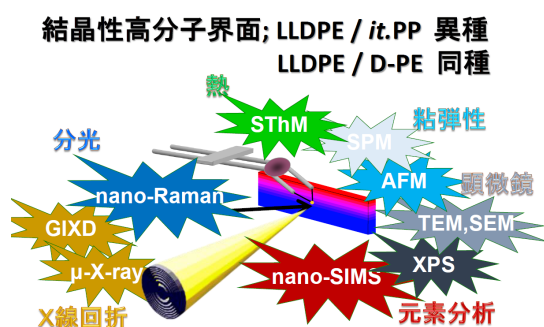 結晶性高分子界面; LLDPE / it.PP 異種
LLDPE / D-PE 同種
熱
SThM
粘弾性
SPM
分光
AFM
顕微鏡
nano-Raman
GIXD
TEM,SEM
μ-X-ray
nano-SIMS
XPS
X線回折
元素分析